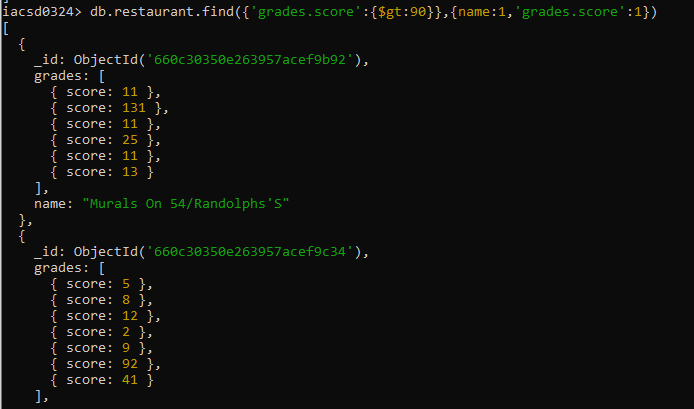 iacsd0324> db.restaurant.find({'grades.score':{$gt:90}},{name:1,'grades.score':1})
[
  {
    _id: ObjectId('660c30350e263957acef9b92'),
    grades: [
      { score: 11 },
      { score: 131 },
      { score: 11 },
      { score: 25 },
      { score: 11 },
      { score: 13 }
    ],
    name: "Murals On 54/Randolphs'S"
  },
  {
    _id: ObjectId('660c30350e263957acef9c34'),
    grades: [
      { score: 5 },
      { score: 8 },
      { score: 12 },
      { score: 2 },
      { score: 9 },
      { score: 92 },
      { score: 41 }
    ],